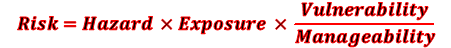 Risk = Hazard × Exposure × Vulnerability / Manageability